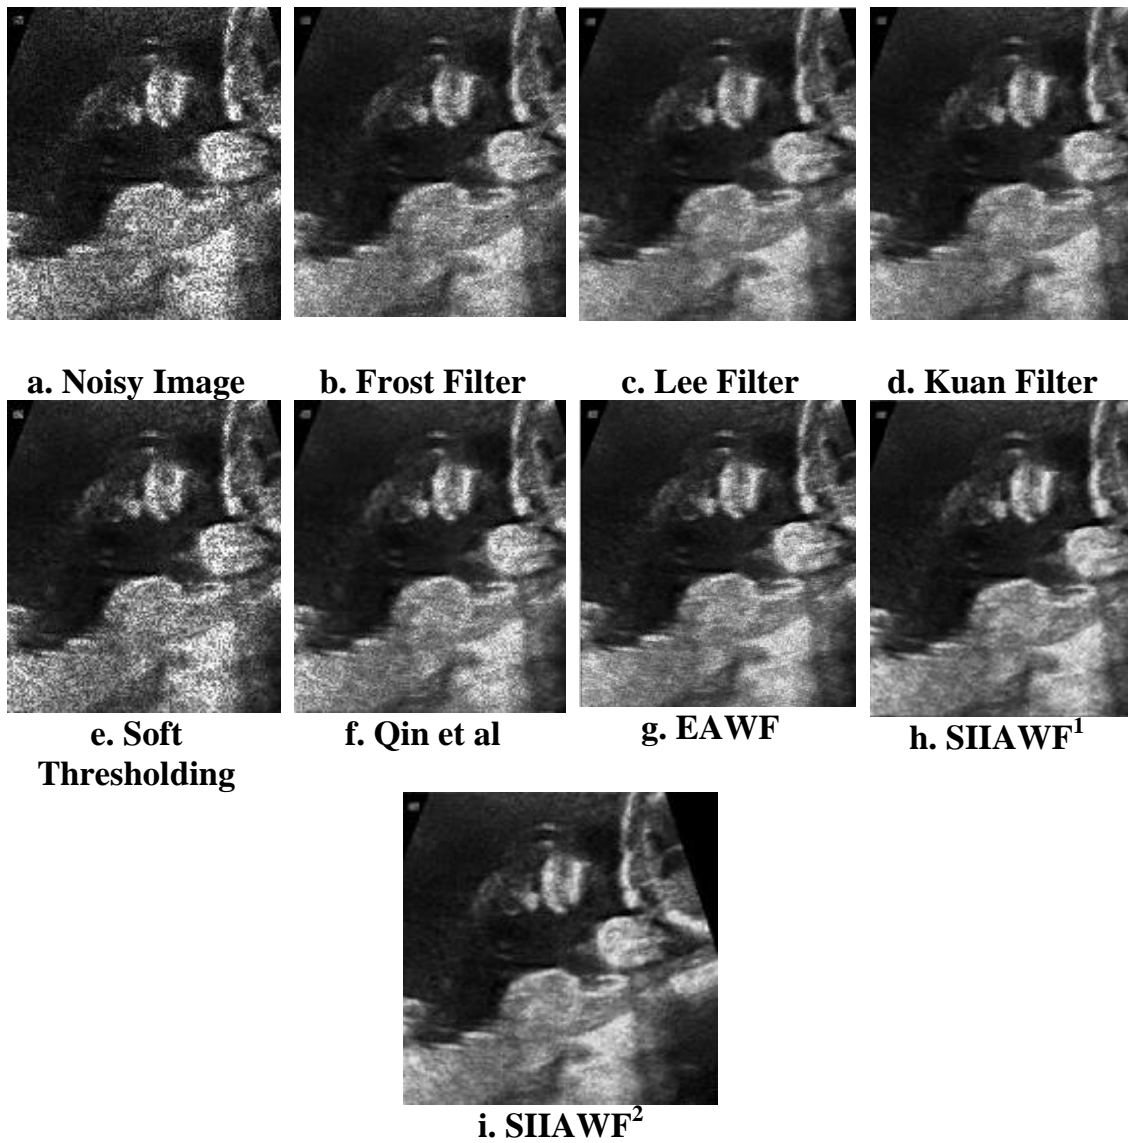 a. Noisy Image
b. Frost Filter
c. Lee Filter
d. Kuan Filter
e. Soft
Thresholding
f. Qin et al
g. EAWF
h. SIIAWF¹
i. SIIAWF²